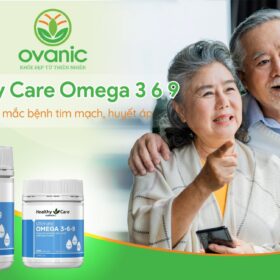 ovanic
KHỎE ĐẸP TỪ THIÊN NHIÊN
y Care Omega 3 6 9
mắc bệnh tim mạch, huyết áp
Healthy Care
OMEGA 3-6-9